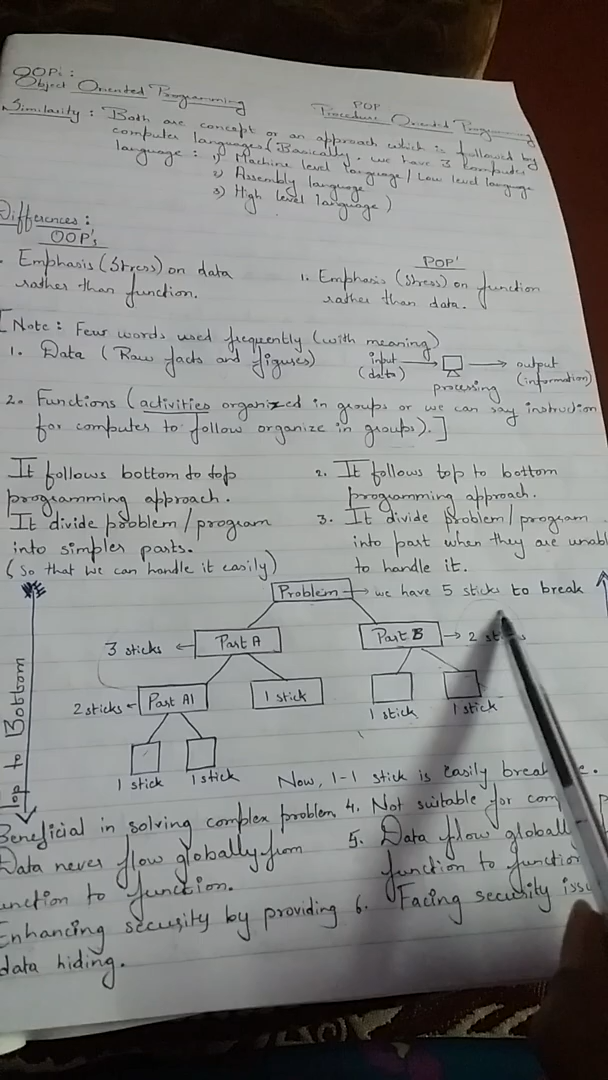 OOP's :
Object Oriented Programming
POP
Procedure Oriented Programming
Similarity : Both are concept or an approach which is followed by
computer languages (Basically, we have 3 computer
language : 1) Machine level language / Low level language
2) Assembly language
3) High level language )
Differences :
OOP's
POP'
Emphasis (Stress) on data
rather than function.
1. Emphasis (Stress) on function
rather than data.
[Note : Few words used frequently (with meaning)
1. Data (Raw facts and figures)
input
(data)
processing
output
(information)
2. Functions (activities organized in groups or we can say instruction
for computer to follow organize in groups).]
It follows bottom to top
programming approach.
It divide problem / program
into simpler parts.
(So that we can handle it easily)
2. It follows top to bottom
programming approach.
3. It divide problem / program
into part when they are unabl
to handle it.
Problem → we have 5 sticks to break
3 sticks ← Part A
Part B → 2
2 sticks ← Part A1
1 stick
1 stick
1 stick
1 stick
1 stick
Top to Bottom
Now, 1-1 stick is easily break
Beneficial in solving complex problem
4. Not suitable for com
Data never flow globally from
unction to function.
5. Data flow globall
function to function
Enhancing security by providing
data hiding.
6. Facing security issu